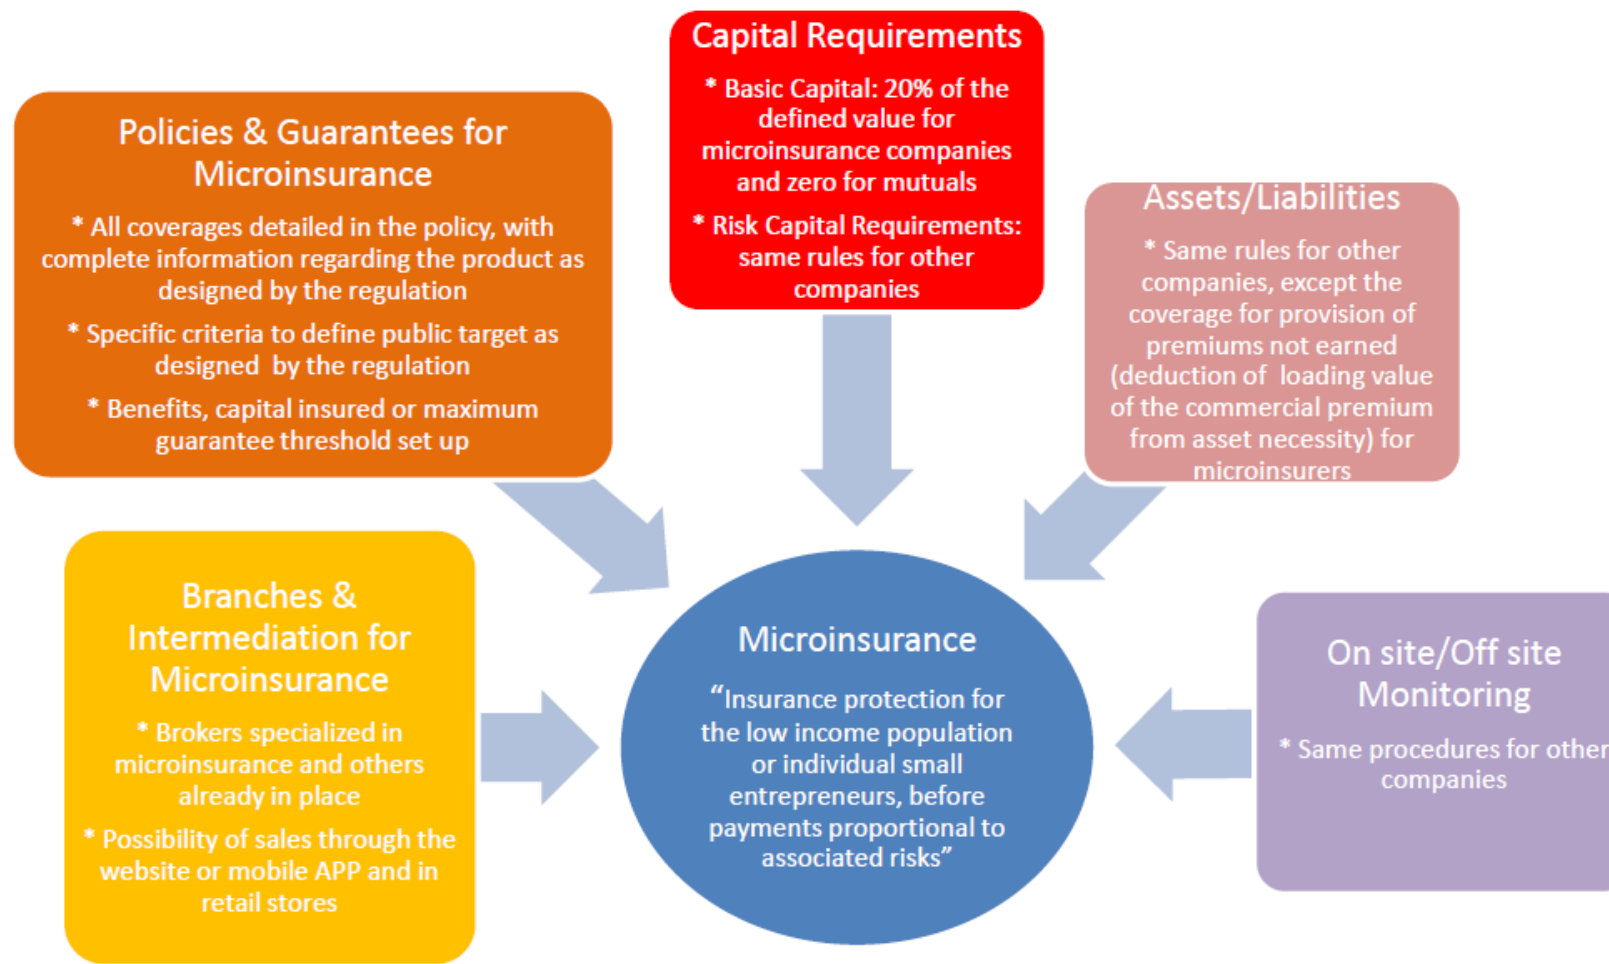 Capital Requirements
* Basic Capital: 20% of the
defined value for
microinsurance companies
and zero for mutuals
* Risk Capital Requirements:
same rules for other
companies
Policies & Guarantees for
Microinsurance
* All coverages detailed in the policy, with
complete information regarding the product as
designed by the regulation
* Specific criteria to define public target as
designed by the regulation
* Benefits, capital insured or maximum
guarantee threshold set up
Assets/Liabilities
* Same rules for other
companies, except the
coverage for provision of
premiums not earned
(deduction of loading value
of the commercial premium
from asset necessity) for
microinsurers
Branches &
Intermediation for
Microinsurance
* Brokers specialized in
microinsurance and others
already in place
* Possibility of sales through the
website or mobile APP and in
retail stores
Microinsurance
“Insurance protection for
the low income population
or individual small
entrepreneurs, before
payments proportional to
associated risks”
On site/Off site
Monitoring
* Same procedures for other
companies